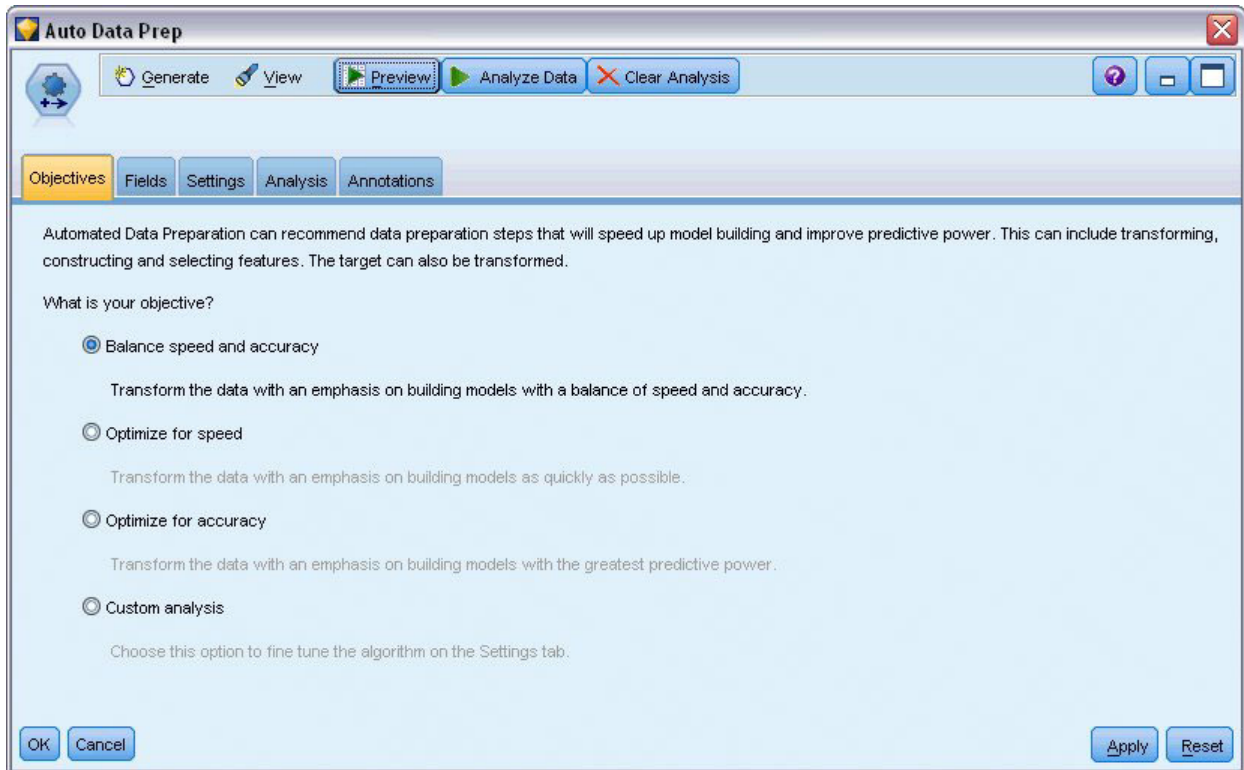 Auto Data Prep
Generate View Preview Analyze Data Clear Analysis
Objectives Fields Settings Analysis Annotations
Automated Data Preparation can recommend data preparation steps that will speed up model building and improve predictive power. This can include transforming,
constructing and selecting features. The target can also be transformed.
What is your objective?
Balance speed and accuracy
Transform the data with an emphasis on building models with a balance of speed and accuracy.
Optimize for speed
Transform the data with an emphasis on building models as quickly as possible.
Optimize for accuracy
Transform the data with an emphasis on building models with the greatest predictive power.
Custom analysis
Choose this option to fine tune the algorithm on the Settings tab.
OK Cancel Apply Reset